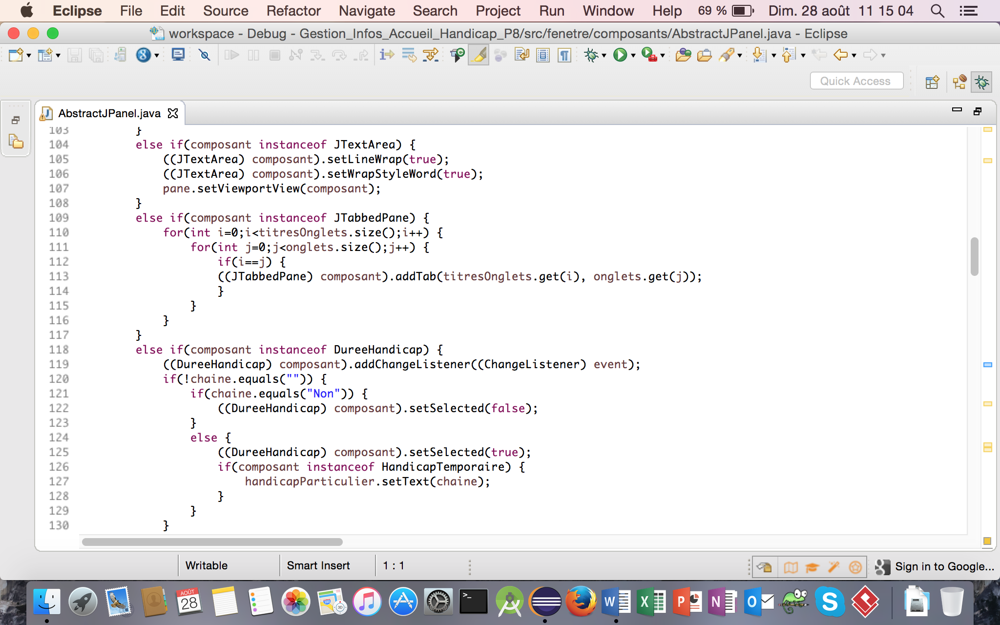 Eclipse File Edit Source Refactor Navigate Search Project Run Window Help 69 % Dim. 28 août 11 15 04
workspace - Debug - Gestion_Infos_Accueil_Handicap_P8/src/fenetre/composants/AbstractJPanel.java - Eclipse
Quick Access
AbstractJPanel.java
103 }
104 else if(composant instanceof JTextArea) {
105 ((JTextArea) composant).setLineWrap(true);
106 ((JTextArea) composant).setWrapStyleWord(true);
107 pane.setViewportView(composant);
108 }
109 else if(composant instanceof JTabbedPane) {
110 for(int i=0;i<titresOnglets.size();i++) {
111 for(int j=0;j<onglets.size();j++) {
112 if(i==j) {
113 ((JTabbedPane) composant).addTab(titresOnglets.get(i), onglets.get(j));
114 }
115 }
116 }
117 }
118 else if(composant instanceof DureeHandicap) {
119 ((DureeHandicap) composant).addChangeListener((ChangeListener) event);
120 if(!chaine.equals("")) {
121 if(chaine.equals("Non")) {
122 ((DureeHandicap) composant).setSelected(false);
123 }
124 else {
125 ((DureeHandicap) composant).setSelected(true);
126 if(composant instanceof HandicapTemporaire) {
127 handicapParticulier.setText(chaine);
128 }
129 }
130 }
Writable Smart Insert 1 : 1 Sign in to Google...
AOÛT
28
280
3D
>_
W X P N O S